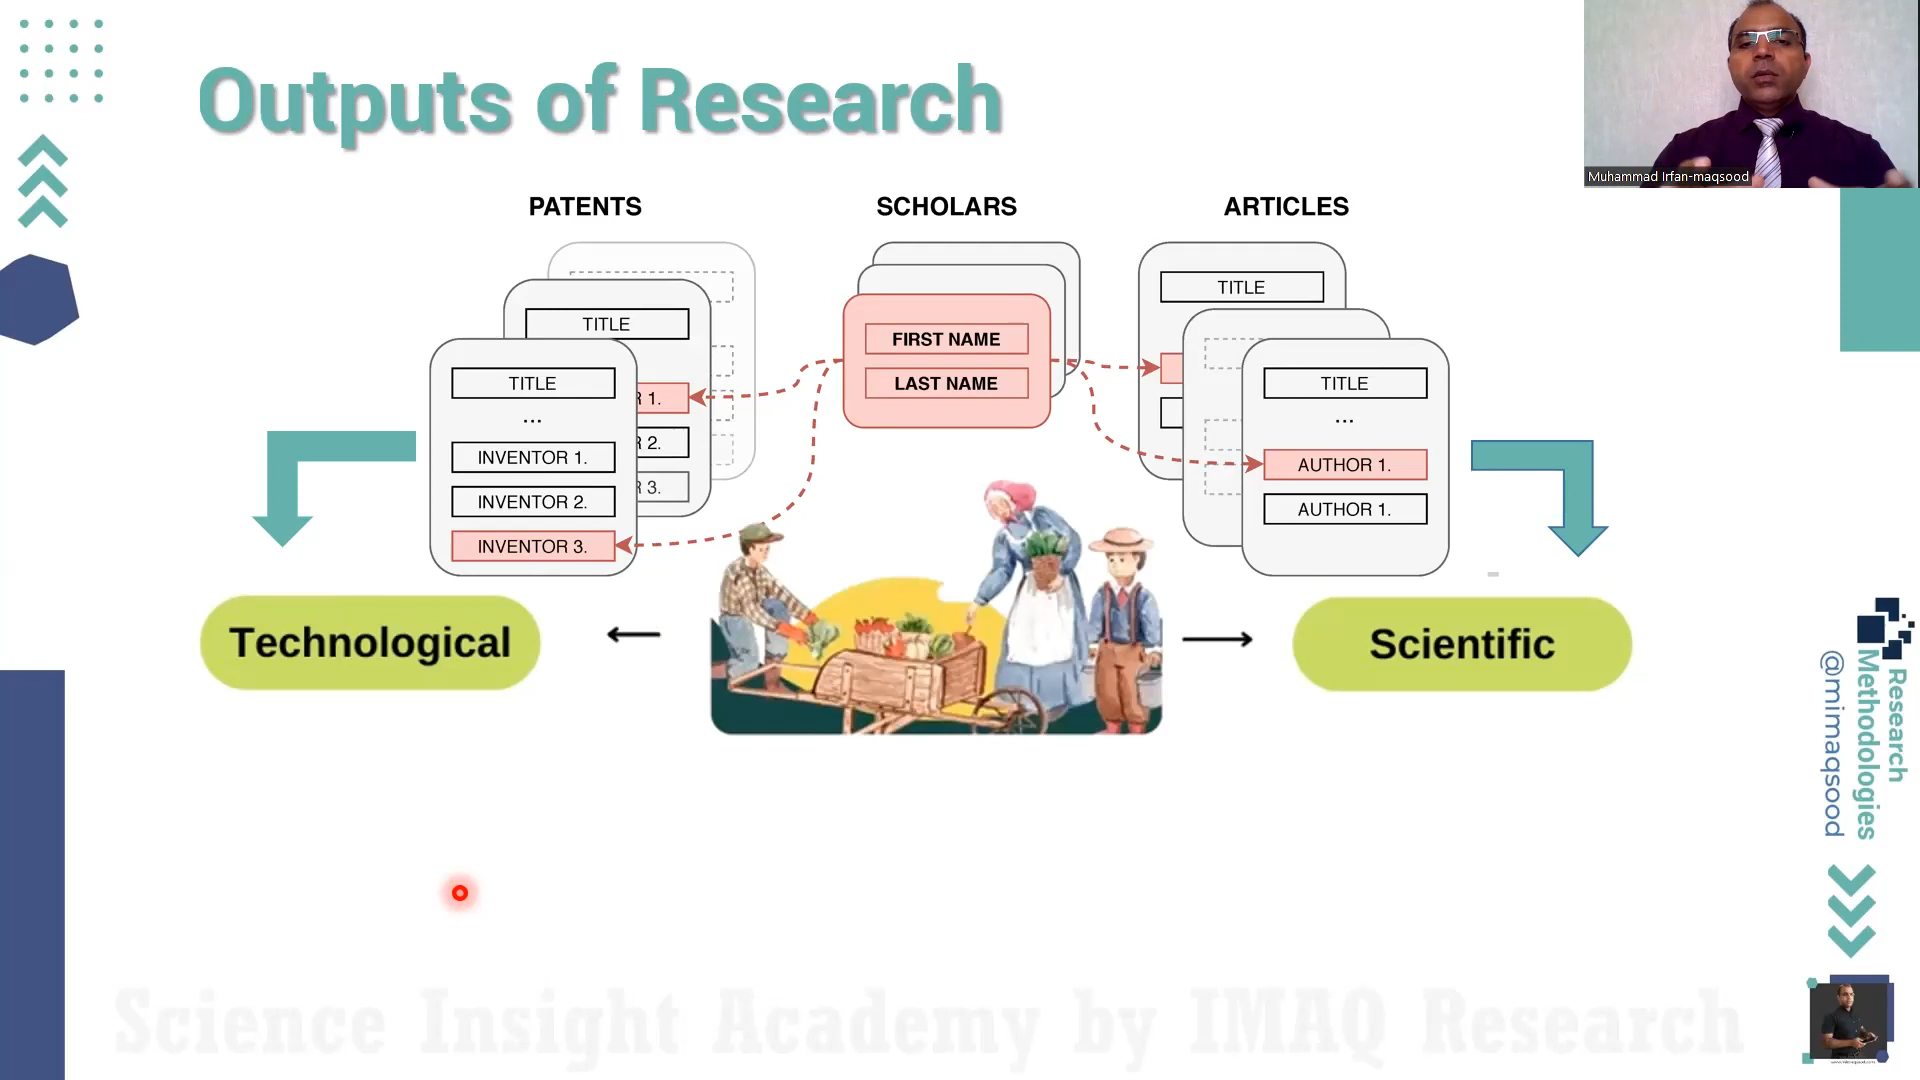 Outputs of Research
Muhammad Irfan-maqsood
PATENTS
SCHOLARS
ARTICLES
TITLE
R 1.
R 2.
R 3.
TITLE
...
INVENTOR 1.
INVENTOR 2.
INVENTOR 3.
FIRST NAME
LAST NAME
TITLE
TITLE
...
AUTHOR 1.
AUTHOR 1.
Technological
Scientific
Research
Methodologies
@mimaqsood
Science Insight Academy by IMAQ Research